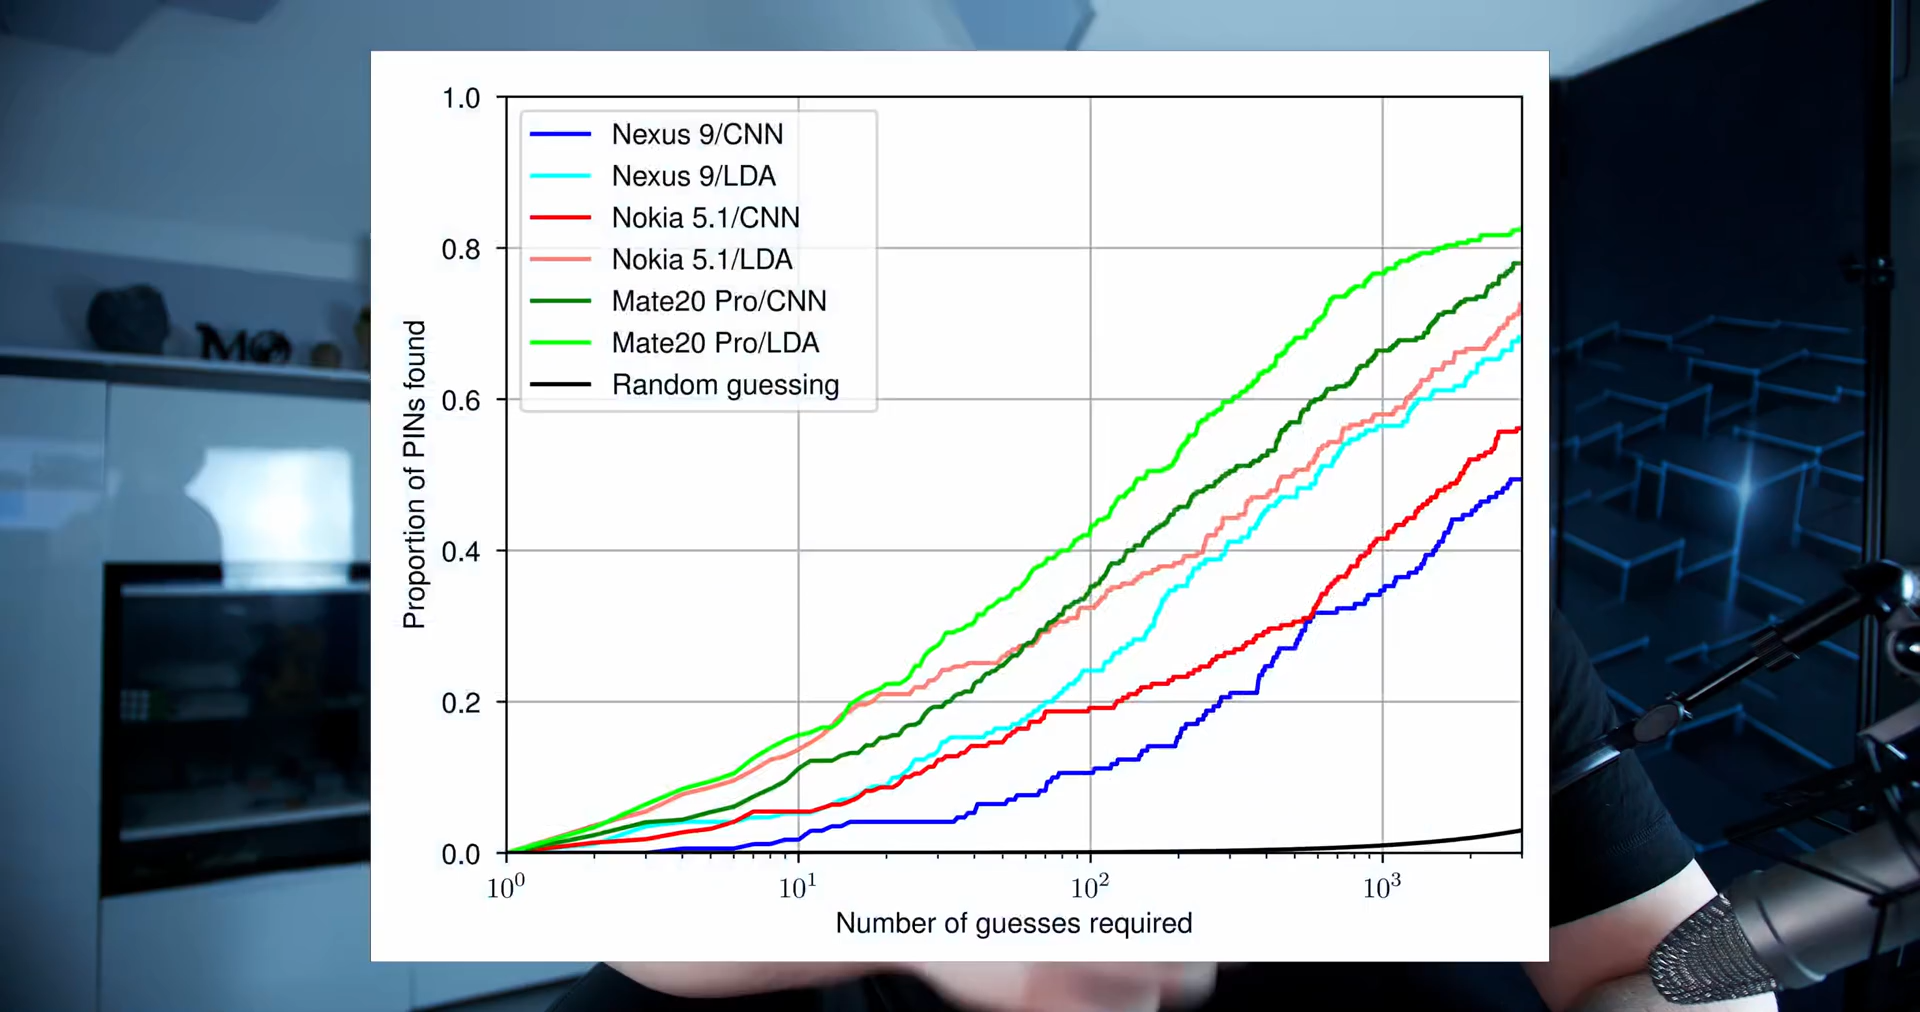 1.0
0.8
0.6
0.4
0.2
0.0
Proportion of PINs found
Nexus 9/CNN
Nexus 9/LDA
Nokia 5.1/CNN
Nokia 5.1/LDA
Mate20 Pro/CNN
Mate20 Pro/LDA
Random guessing
10⁰ 10¹ 10² 10³
Number of guesses required